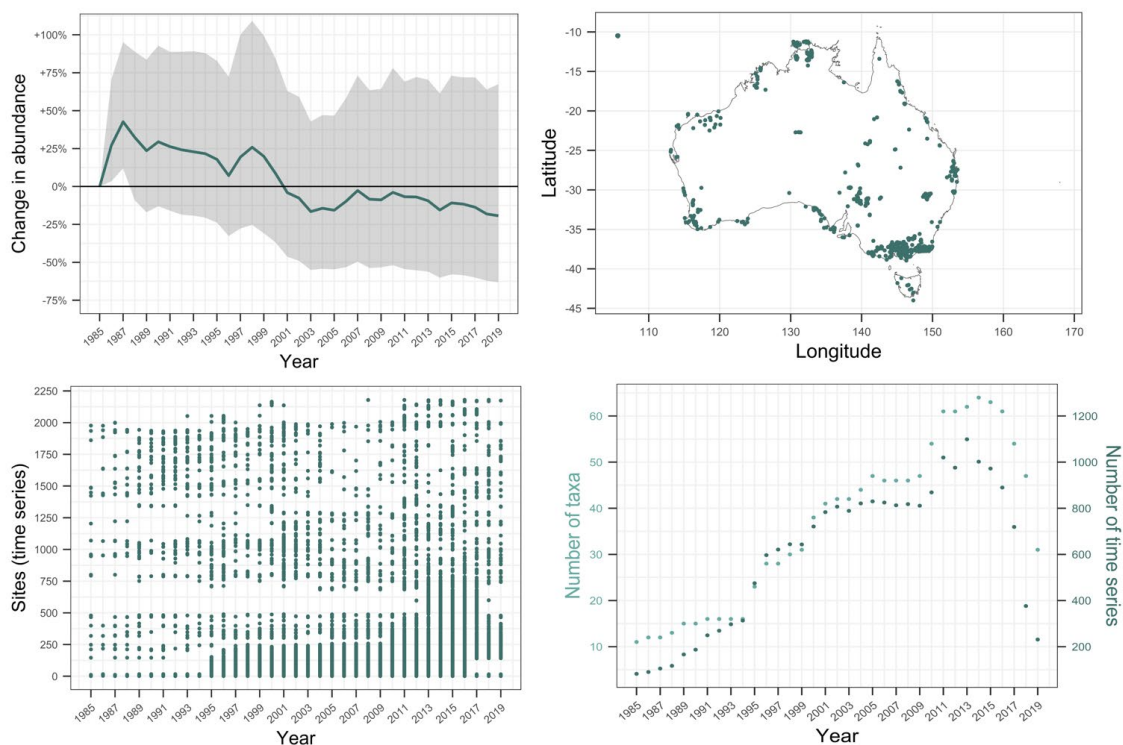 +100%
+75%
+50%
+25%
0%
-25%
-50%
-75%
Change in abundance
1985 1987 1989 1991 1993 1995 1997 1999 2001 2003 2005 2007 2009 2011 2013 2015 2017 2019
Year
-10
-15
-20
-25
-30
-35
-40
-45
Latitude
110 120 130 140 150 160 170
Longitude
2250
2000
1750
1500
1250
1000
750
500
250
0
Sites (time series)
1985 1987 1989 1991 1993 1995 1997 1999 2001 2003 2005 2007 2009 2011 2013 2015 2017 2019
Year
60
50
40
30
20
10
Number of taxa
1200
1000
800
600
400
200
Number of time series
1985 1987 1989 1991 1993 1995 1997 1999 2001 2003 2005 2007 2009 2011 2013 2015 2017 2019
Year